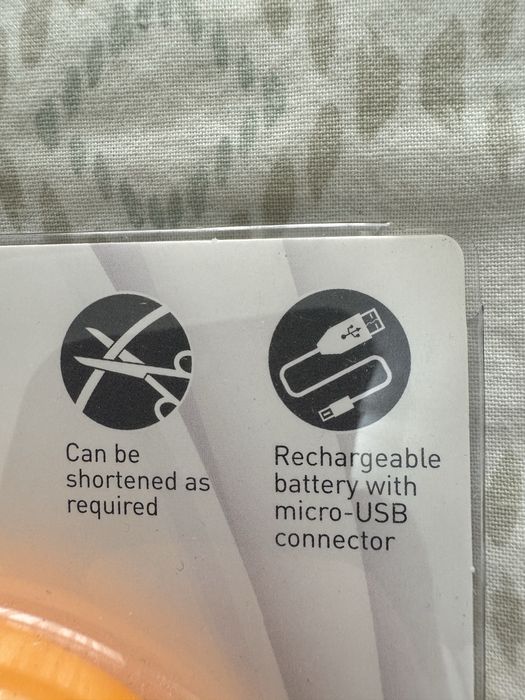 Can be
shortened as
required
Rechargeable
battery with
micro-USB
connector